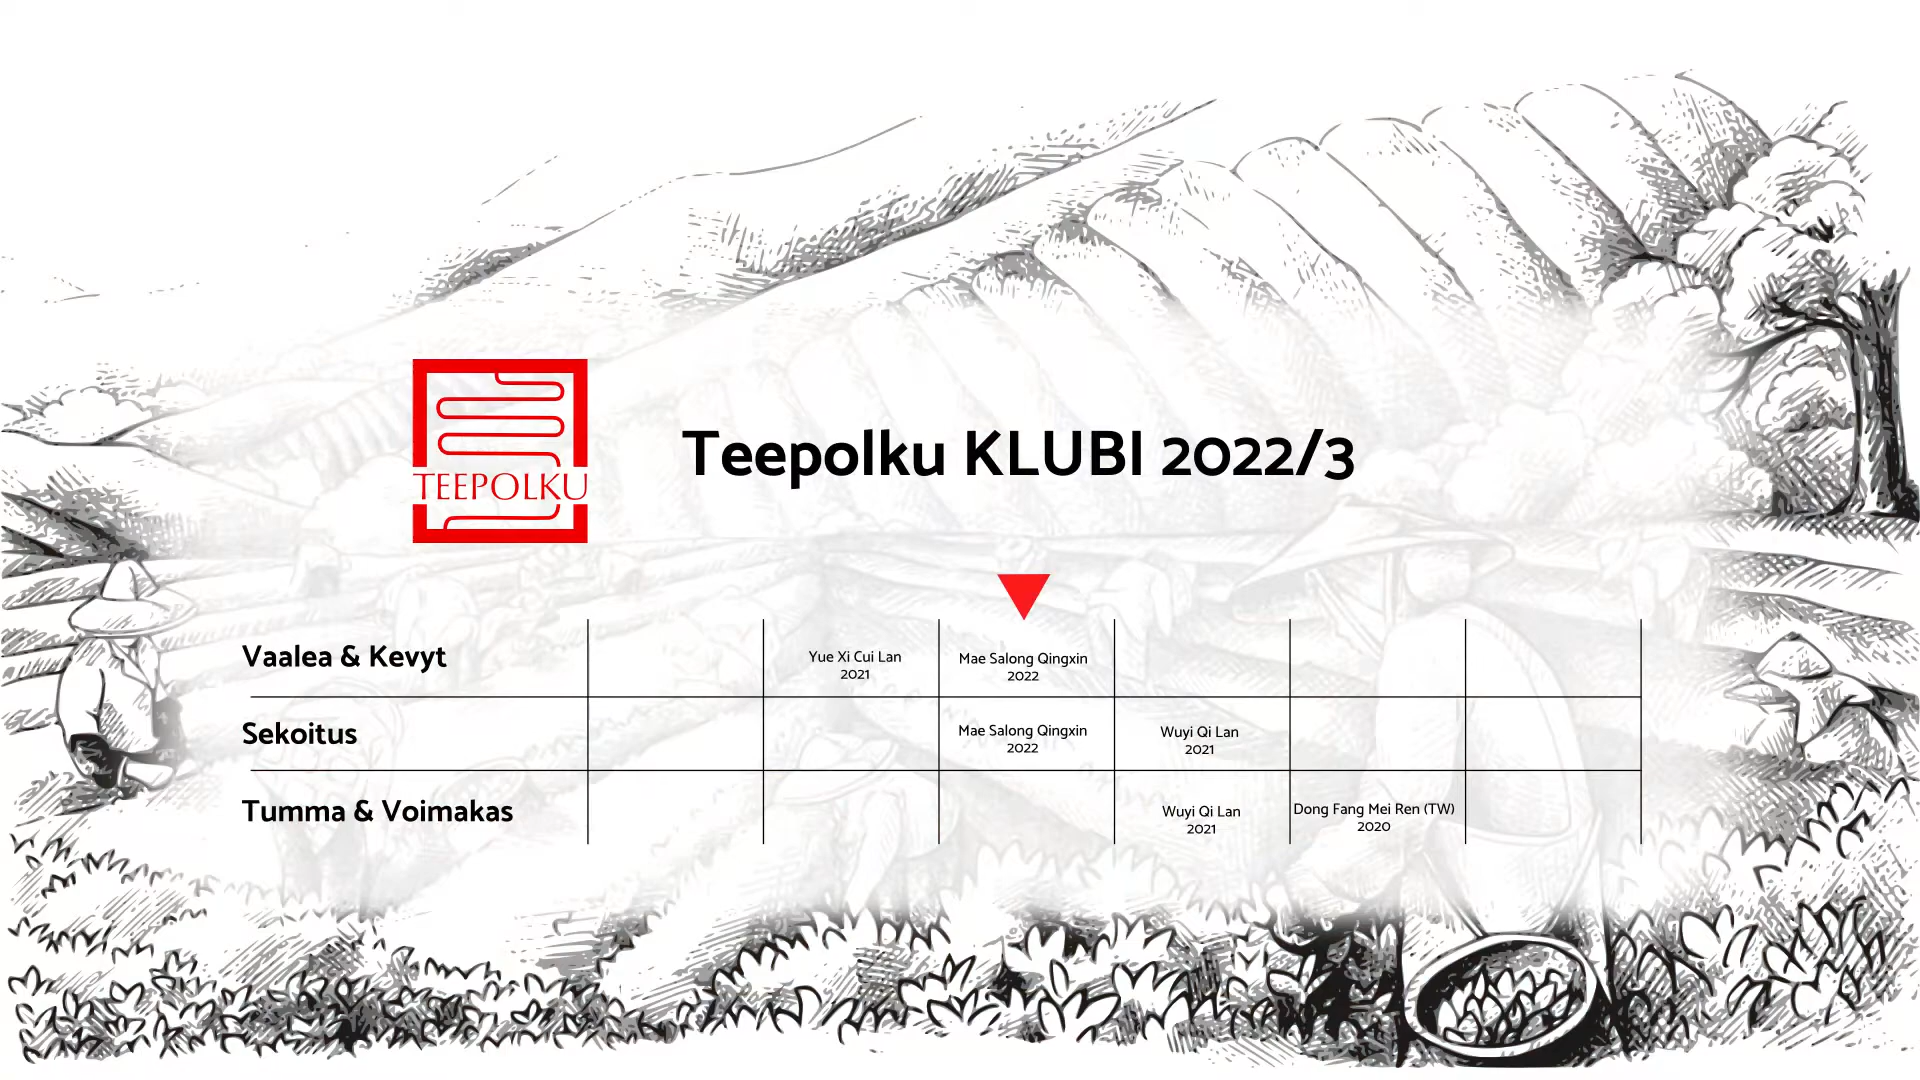 TEEPOLKU
Teepolku KLUBI 2022/3
Vaalea & Kevyt
Yue Xi Cui Lan
2021
Mae Salong Qingxin
2022
Sekoitus
Mae Salong Qingxin
2022
Wuyi Qi Lan
2021
Tumma & Voimakas
Wuyi Qi Lan
2021
Dong Fang Mei Ren (TW)
2020